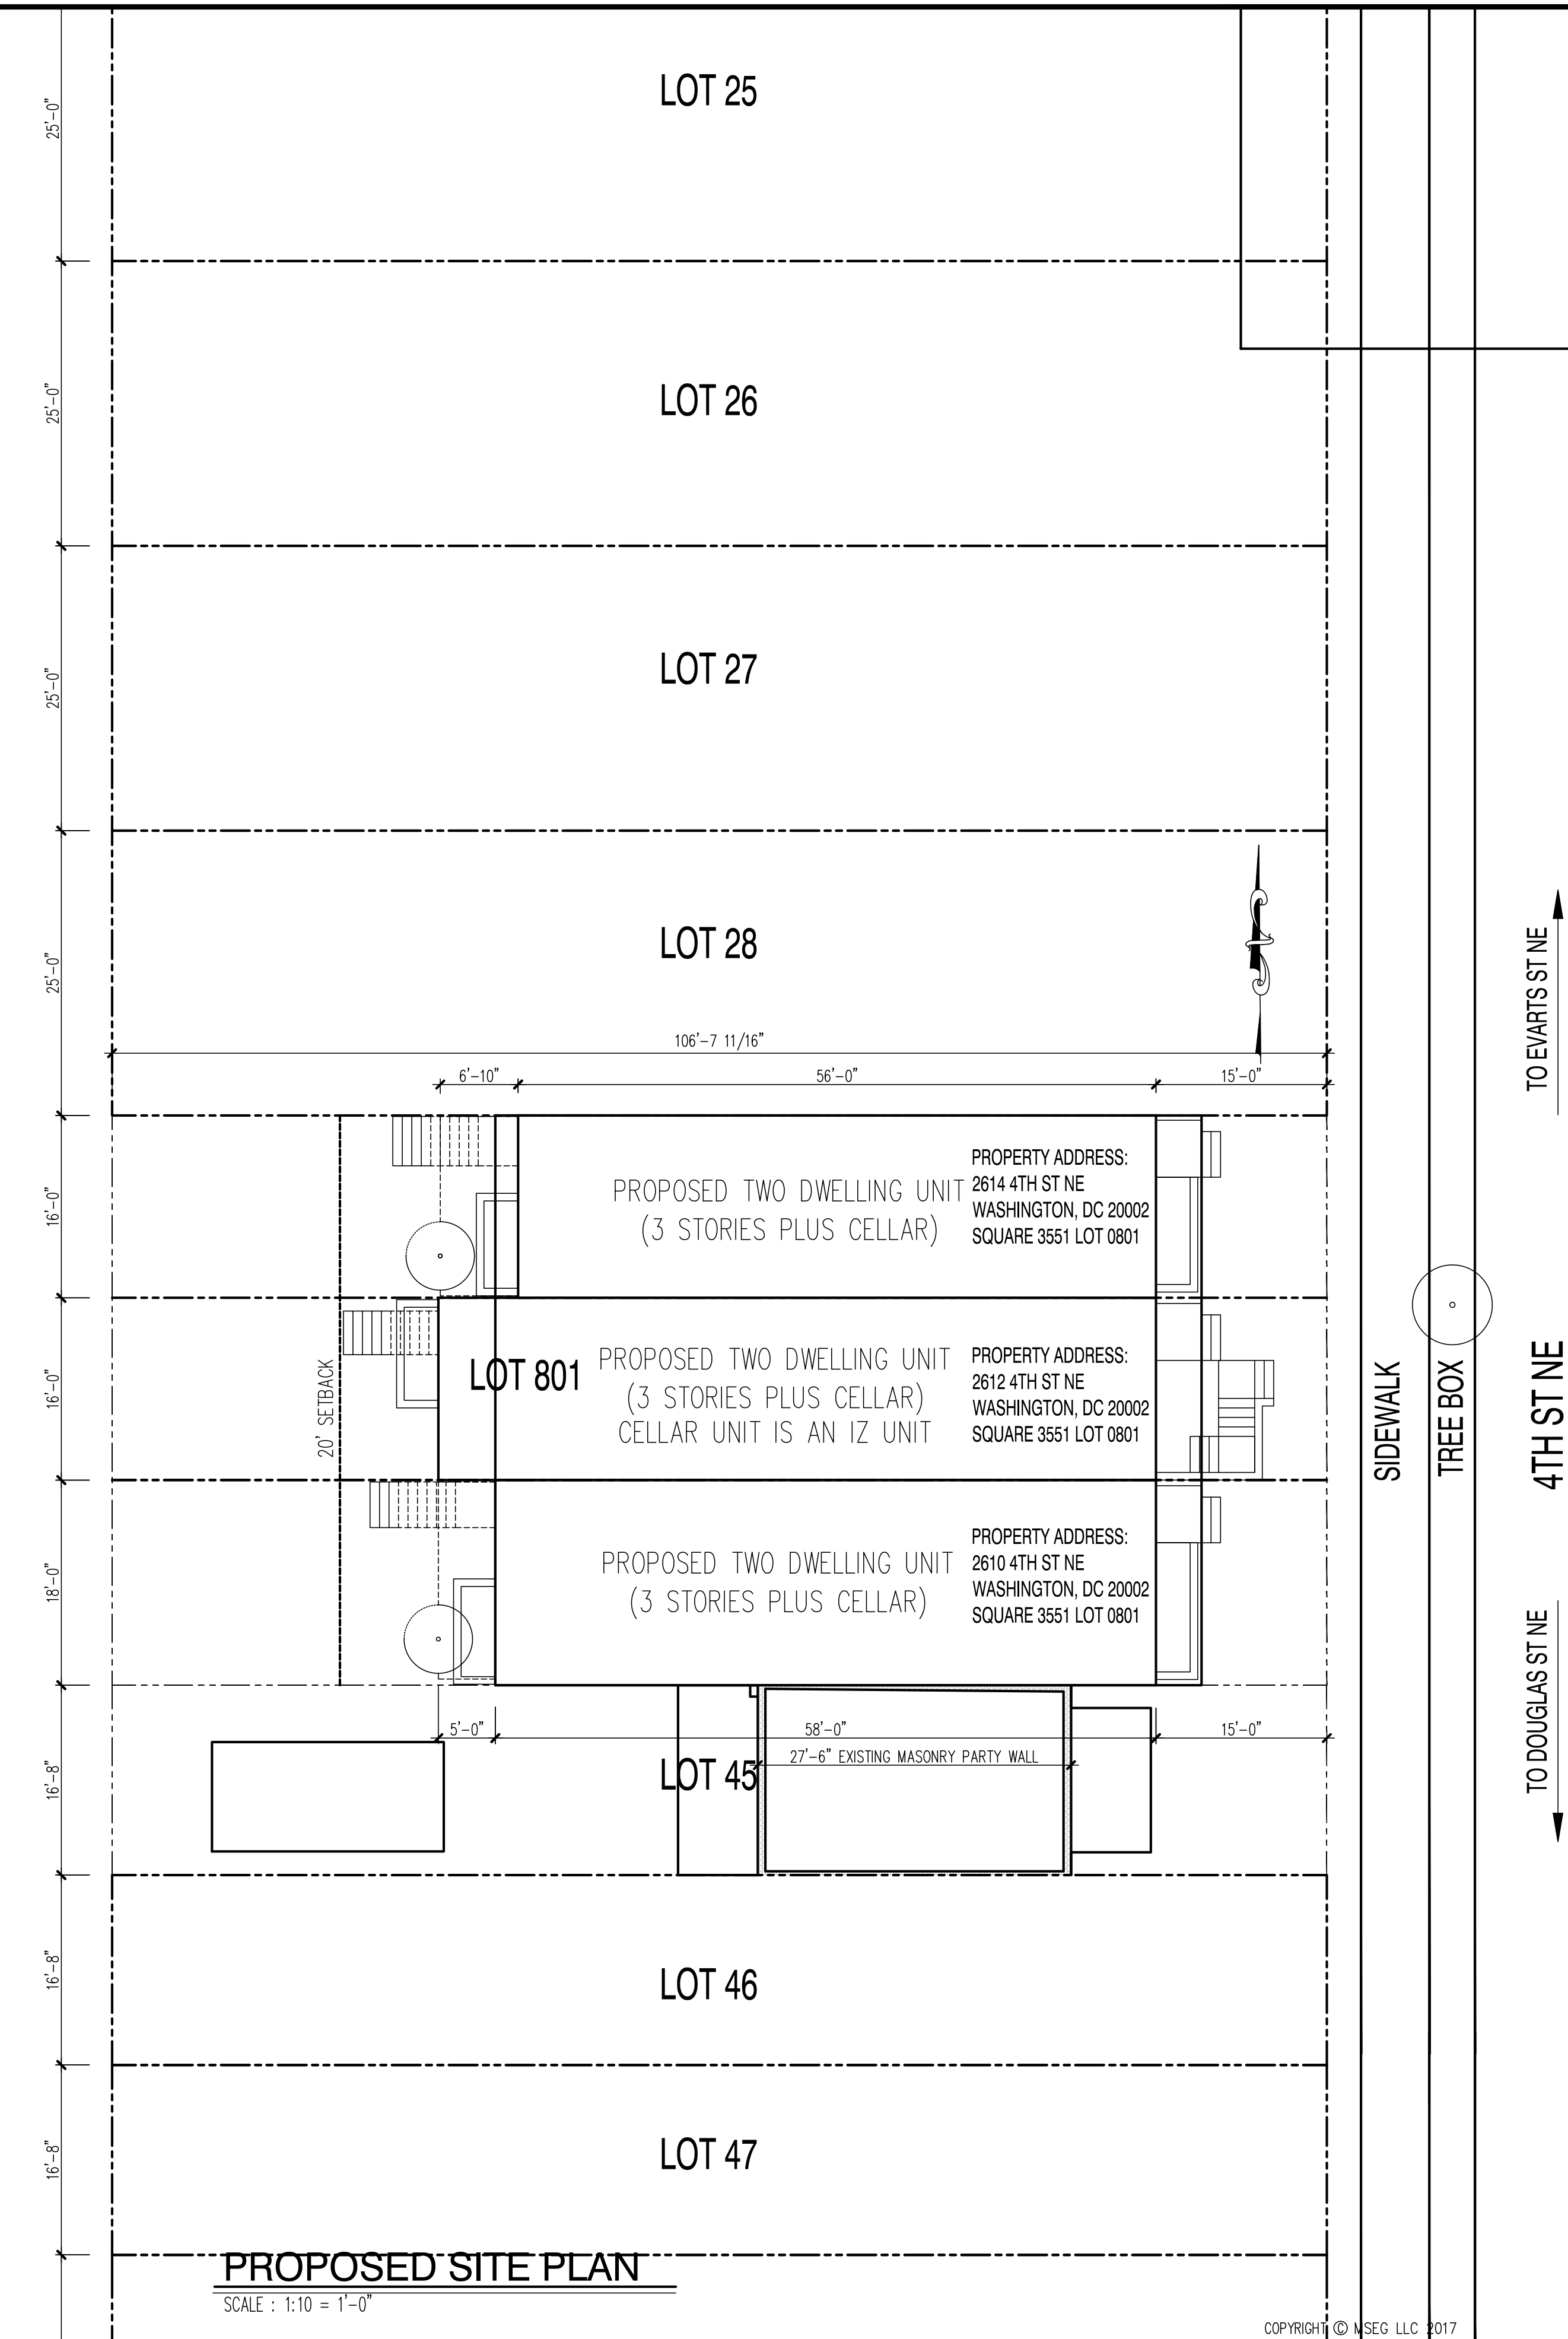 LOT 25
25'-0"
LOT 26
25'-0"
LOT 27
25'-0"
LOT 28
25'-0"
TO EVARTS ST NE
106'-7 11/16"
6'-10"
56'-0"
15'-0"
16'-0"
PROPOSED TWO DWELLING UNIT
(3 STORIES PLUS CELLAR)
PROPERTY ADDRESS:
2614 4TH ST NE
WASHINGTON, DC 20002
SQUARE 3551 LOT 0801
16'-0"
20' SETBACK
LOT 801
PROPOSED TWO DWELLING UNIT
(3 STORIES PLUS CELLAR)
CELLAR UNIT IS AN IZ UNIT
PROPERTY ADDRESS:
2612 4TH ST NE
WASHINGTON, DC 20002
SQUARE 3551 LOT 0801
SIDEWALK
TREE BOX
4TH ST NE
18'-0"
PROPOSED TWO DWELLING UNIT
(3 STORIES PLUS CELLAR)
PROPERTY ADDRESS:
2610 4TH ST NE
WASHINGTON, DC 20002
SQUARE 3551 LOT 0801
TO DOUGLAS ST NE
5'-0"
58'-0"
15'-0"
27'-6" EXISTING MASONRY PARTY WALL
16'-8"
LOT 45
16'-8"
LOT 46
16'-8"
LOT 47
PROPOSED SITE PLAN
SCALE : 1:10 = 1'-0"
COPYRIGHT © MSEG LLC 2017